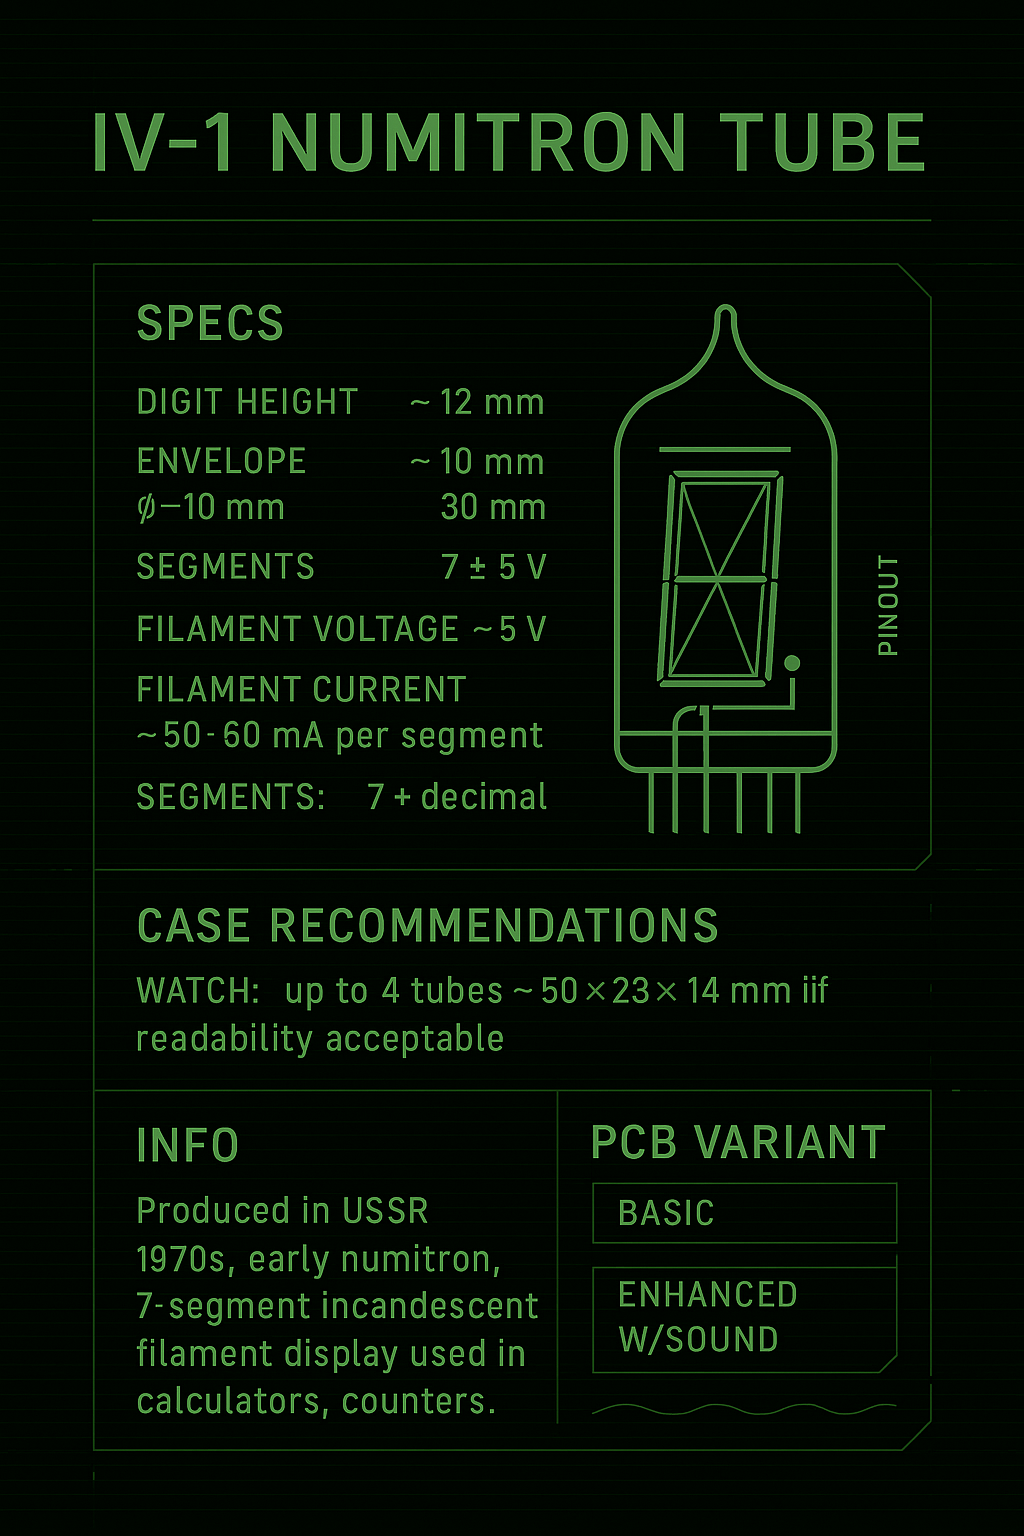 IV-1 NUMITRON TUBE
SPECS
DIGIT HEIGHT ~ 12 mm
ENVELOPE ~ 10 mm
Ø–10 mm 30 mm
SEGMENTS 7 ± 5 V
FILAMENT VOLTAGE ~5 V
FILAMENT CURRENT
~50-60 mA per segment
SEGMENTS: 7 + decimal
PINOUT
CASE RECOMMENDATIONS
WATCH: up to 4 tubes ~50×23×14 mm iif
readability acceptable
INFO
Produced in USSR
1970s, early numitron,
7-segment incandescent
filament display used in
calculators, counters.
PCB VARIANT
BASIC
ENHANCED
W/SOUND